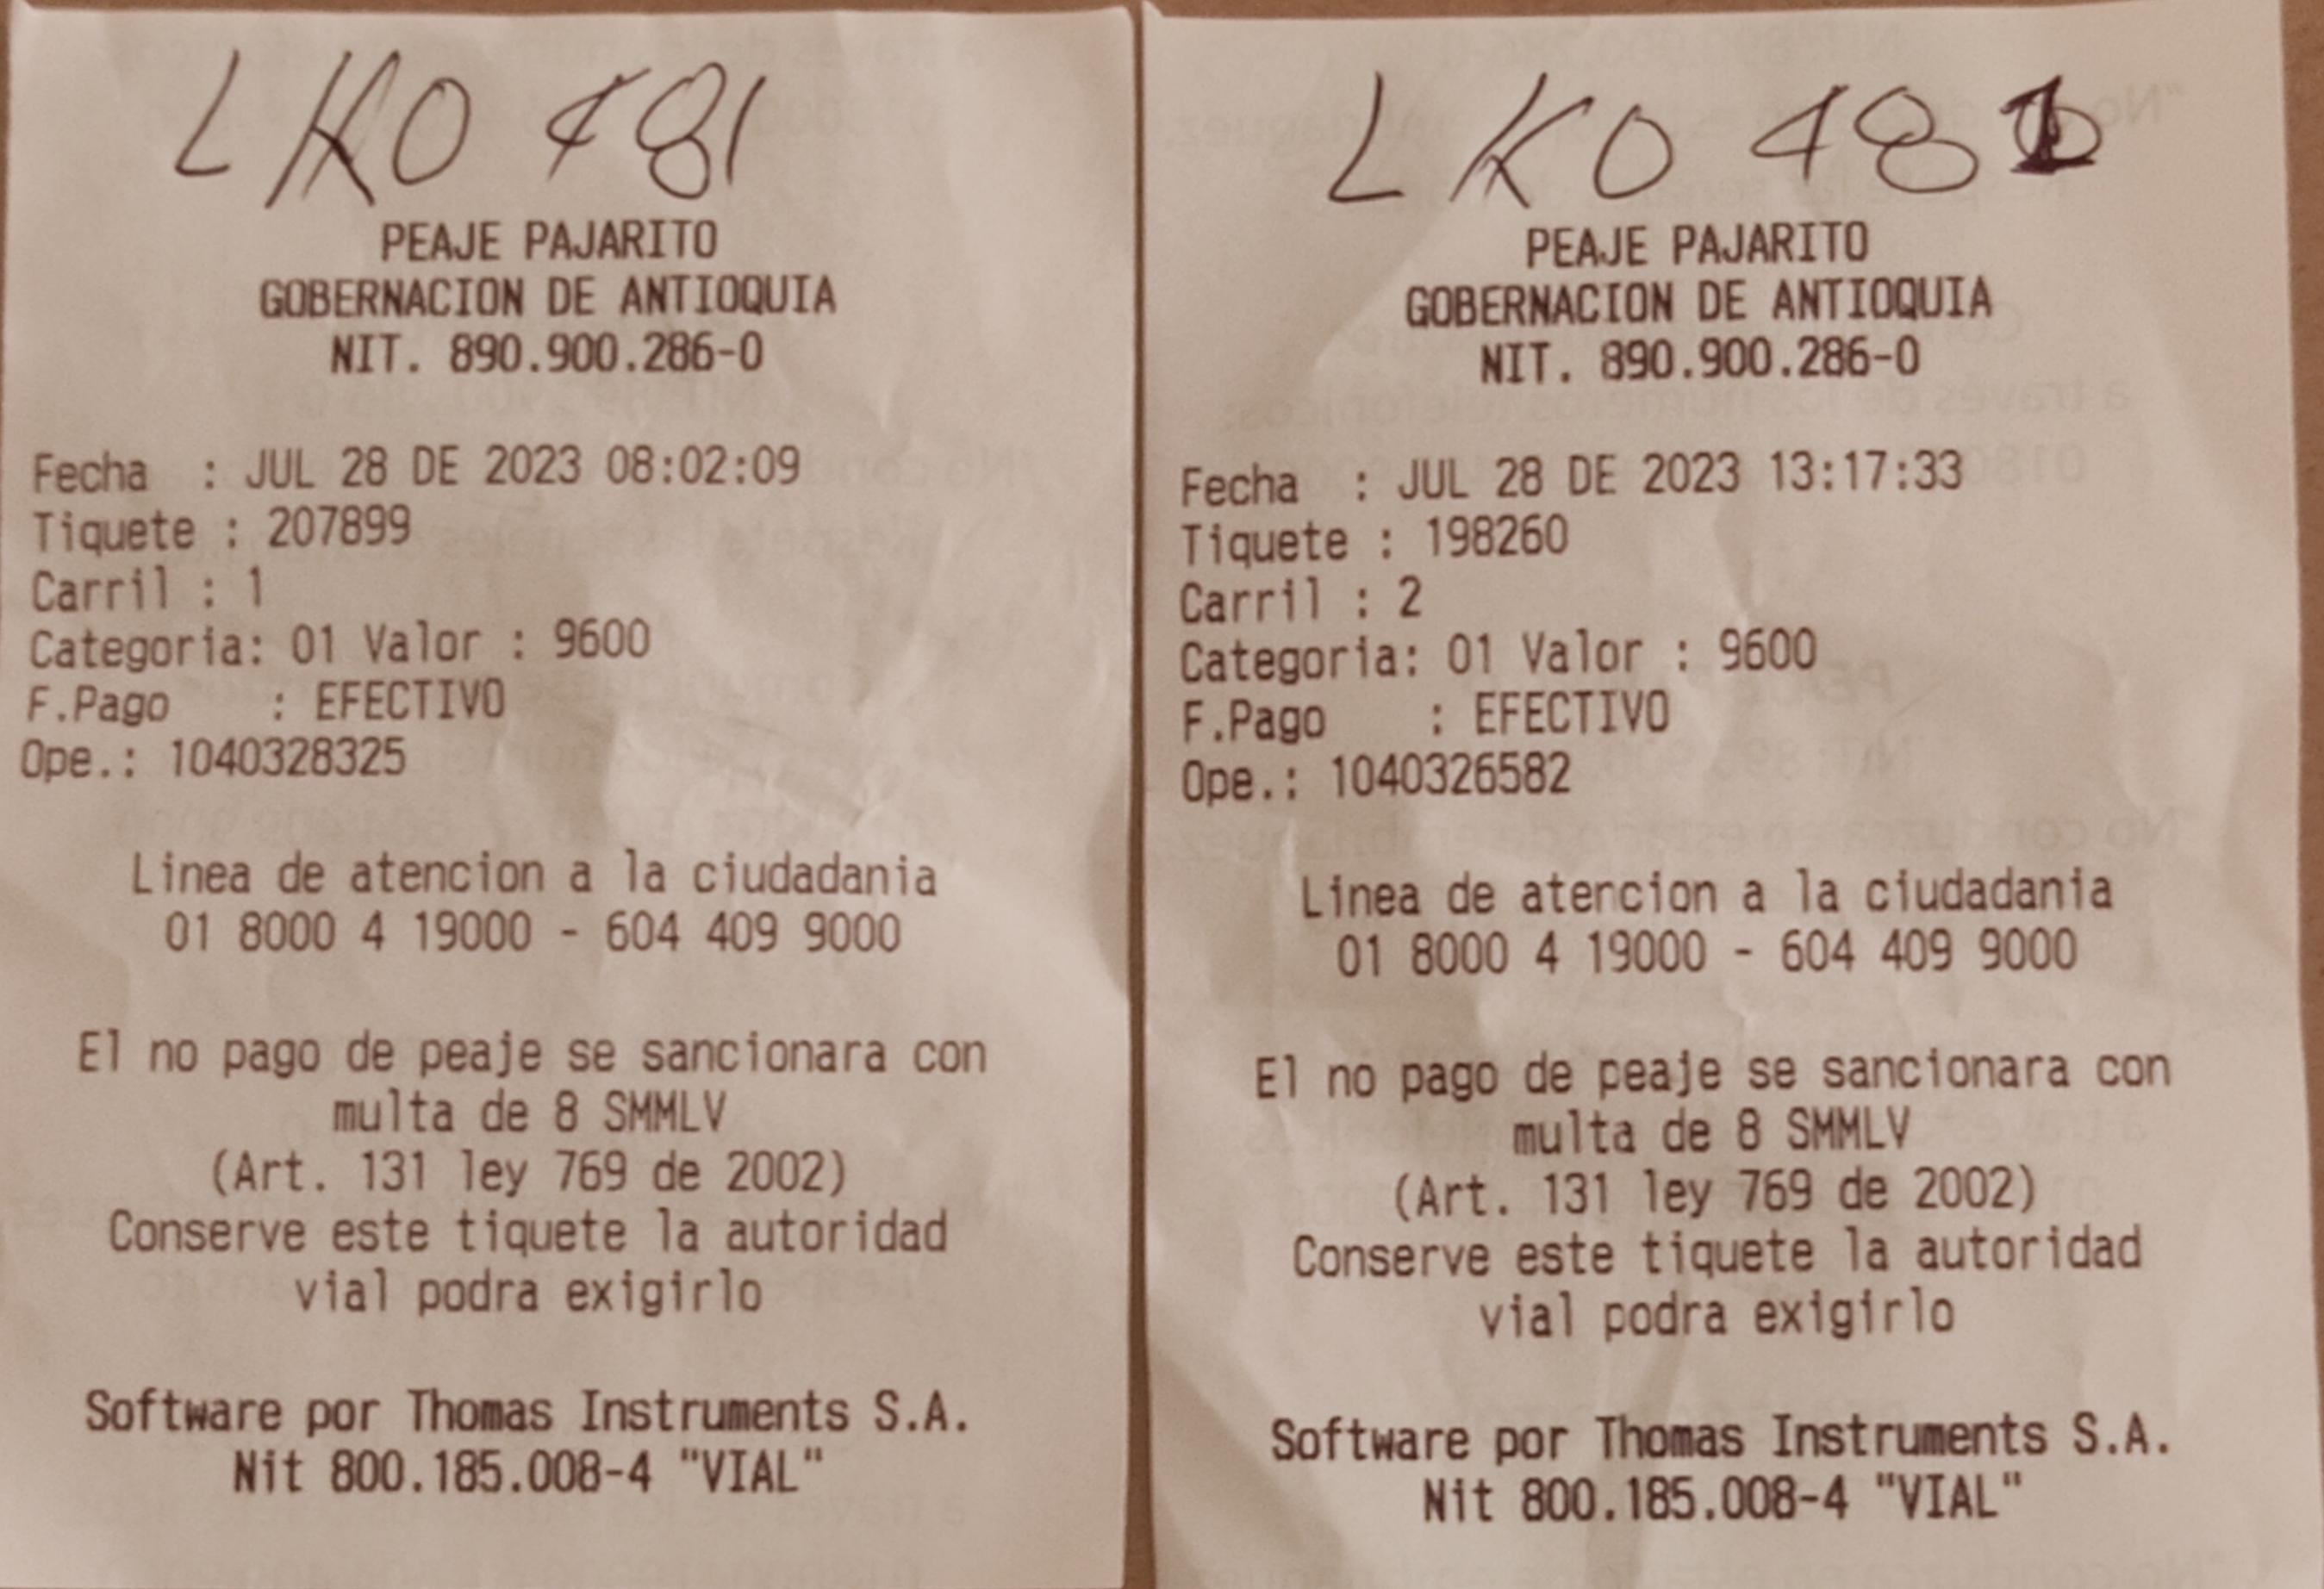 LKO 481
PEAJE PAJARITO
GOBERNACION DE ANTIOQUIA
NIT. 890.900.286-0
Fecha : JUL 28 DE 2023 08:02:09
Tiquete : 207899
Carril : 1
Categoria: 01 Valor : 9600
F.Pago : EFECTIVO
Ope.: 1040328325
Linea de atencion a la ciudadania
01 8000 4 19000 - 604 409 9000
El no pago de peaje se sancionara con
multa de 8 SMMLV
(Art. 131 ley 769 de 2002)
Conserve este tiquete la autoridad
vial podra exigirlo
Software por Thomas Instruments S.A.
Nit 800.185.008-4 "VIAL"
LKO 481
PEAJE PAJARITO
GOBERNACION DE ANTIOQUIA
NIT. 890.900.286-0
Fecha : JUL 28 DE 2023 13:17:33
Tiquete : 198260
Carril : 2
Categoria: 01 Valor : 9600
F.Pago : EFECTIVO
Ope.: 1040326582
Linea de atencion a la ciudadania
01 8000 4 19000 - 604 409 9000
El no pago de peaje se sancionara con
multa de 8 SMMLV
(Art. 131 ley 769 de 2002)
Conserve este tiquete la autoridad
vial podra exigirlo
Software por Thomas Instruments S.A.
Nit 800.185.008-4 "VIAL"